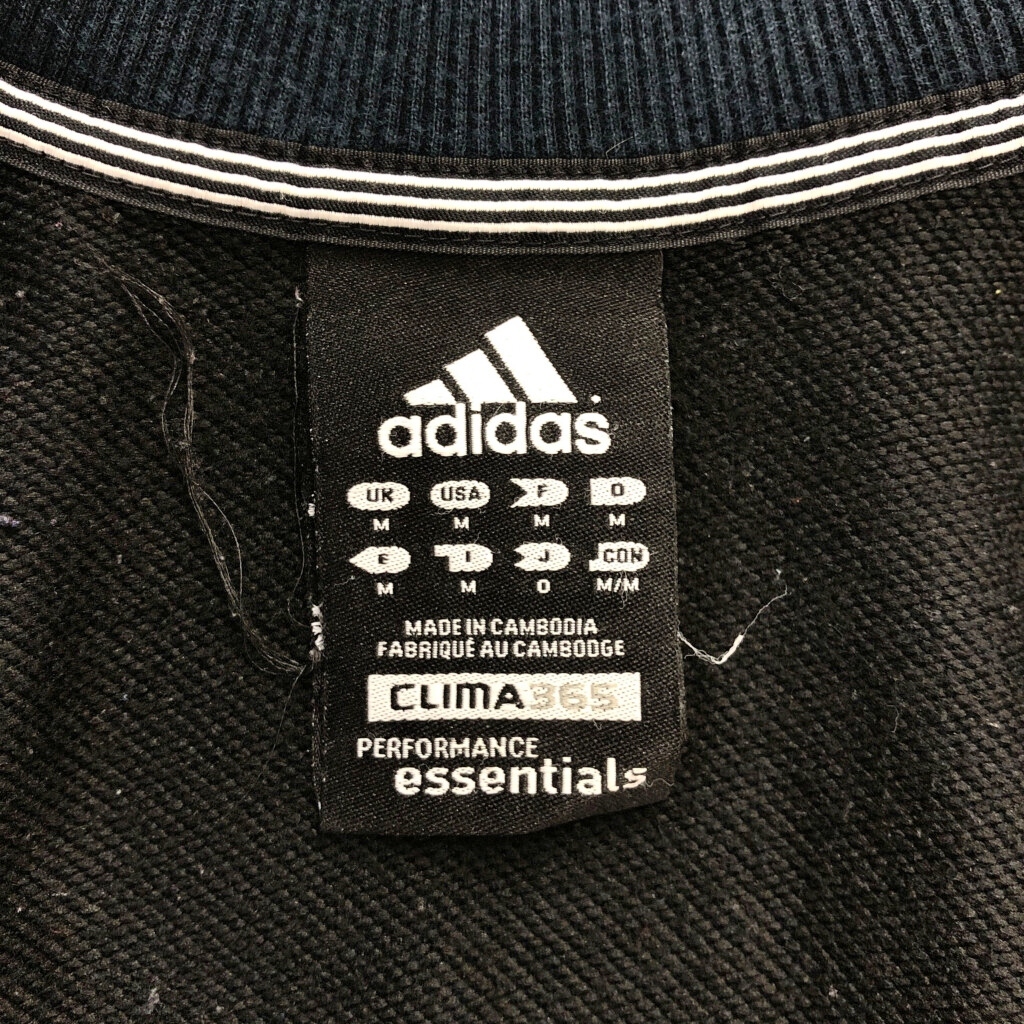 adidas
UK USA F D
M M M M
E I J CON
M M O M/M
MADE IN CAMBODIA
FABRIQUÉ AU CAMBODGE
CLIMA365
PERFORMANCE
essentials